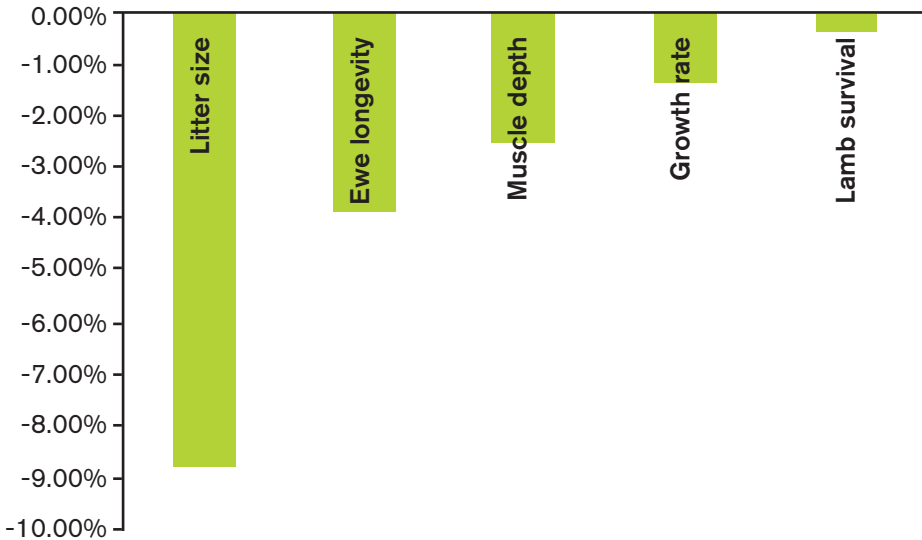 0.00%
-1.00%
-2.00%
-3.00%
-4.00%
-5.00%
-6.00%
-7.00%
-8.00%
-9.00%
-10.00%
Litter size
Ewe longevity
Muscle depth
Growth rate
Lamb survival